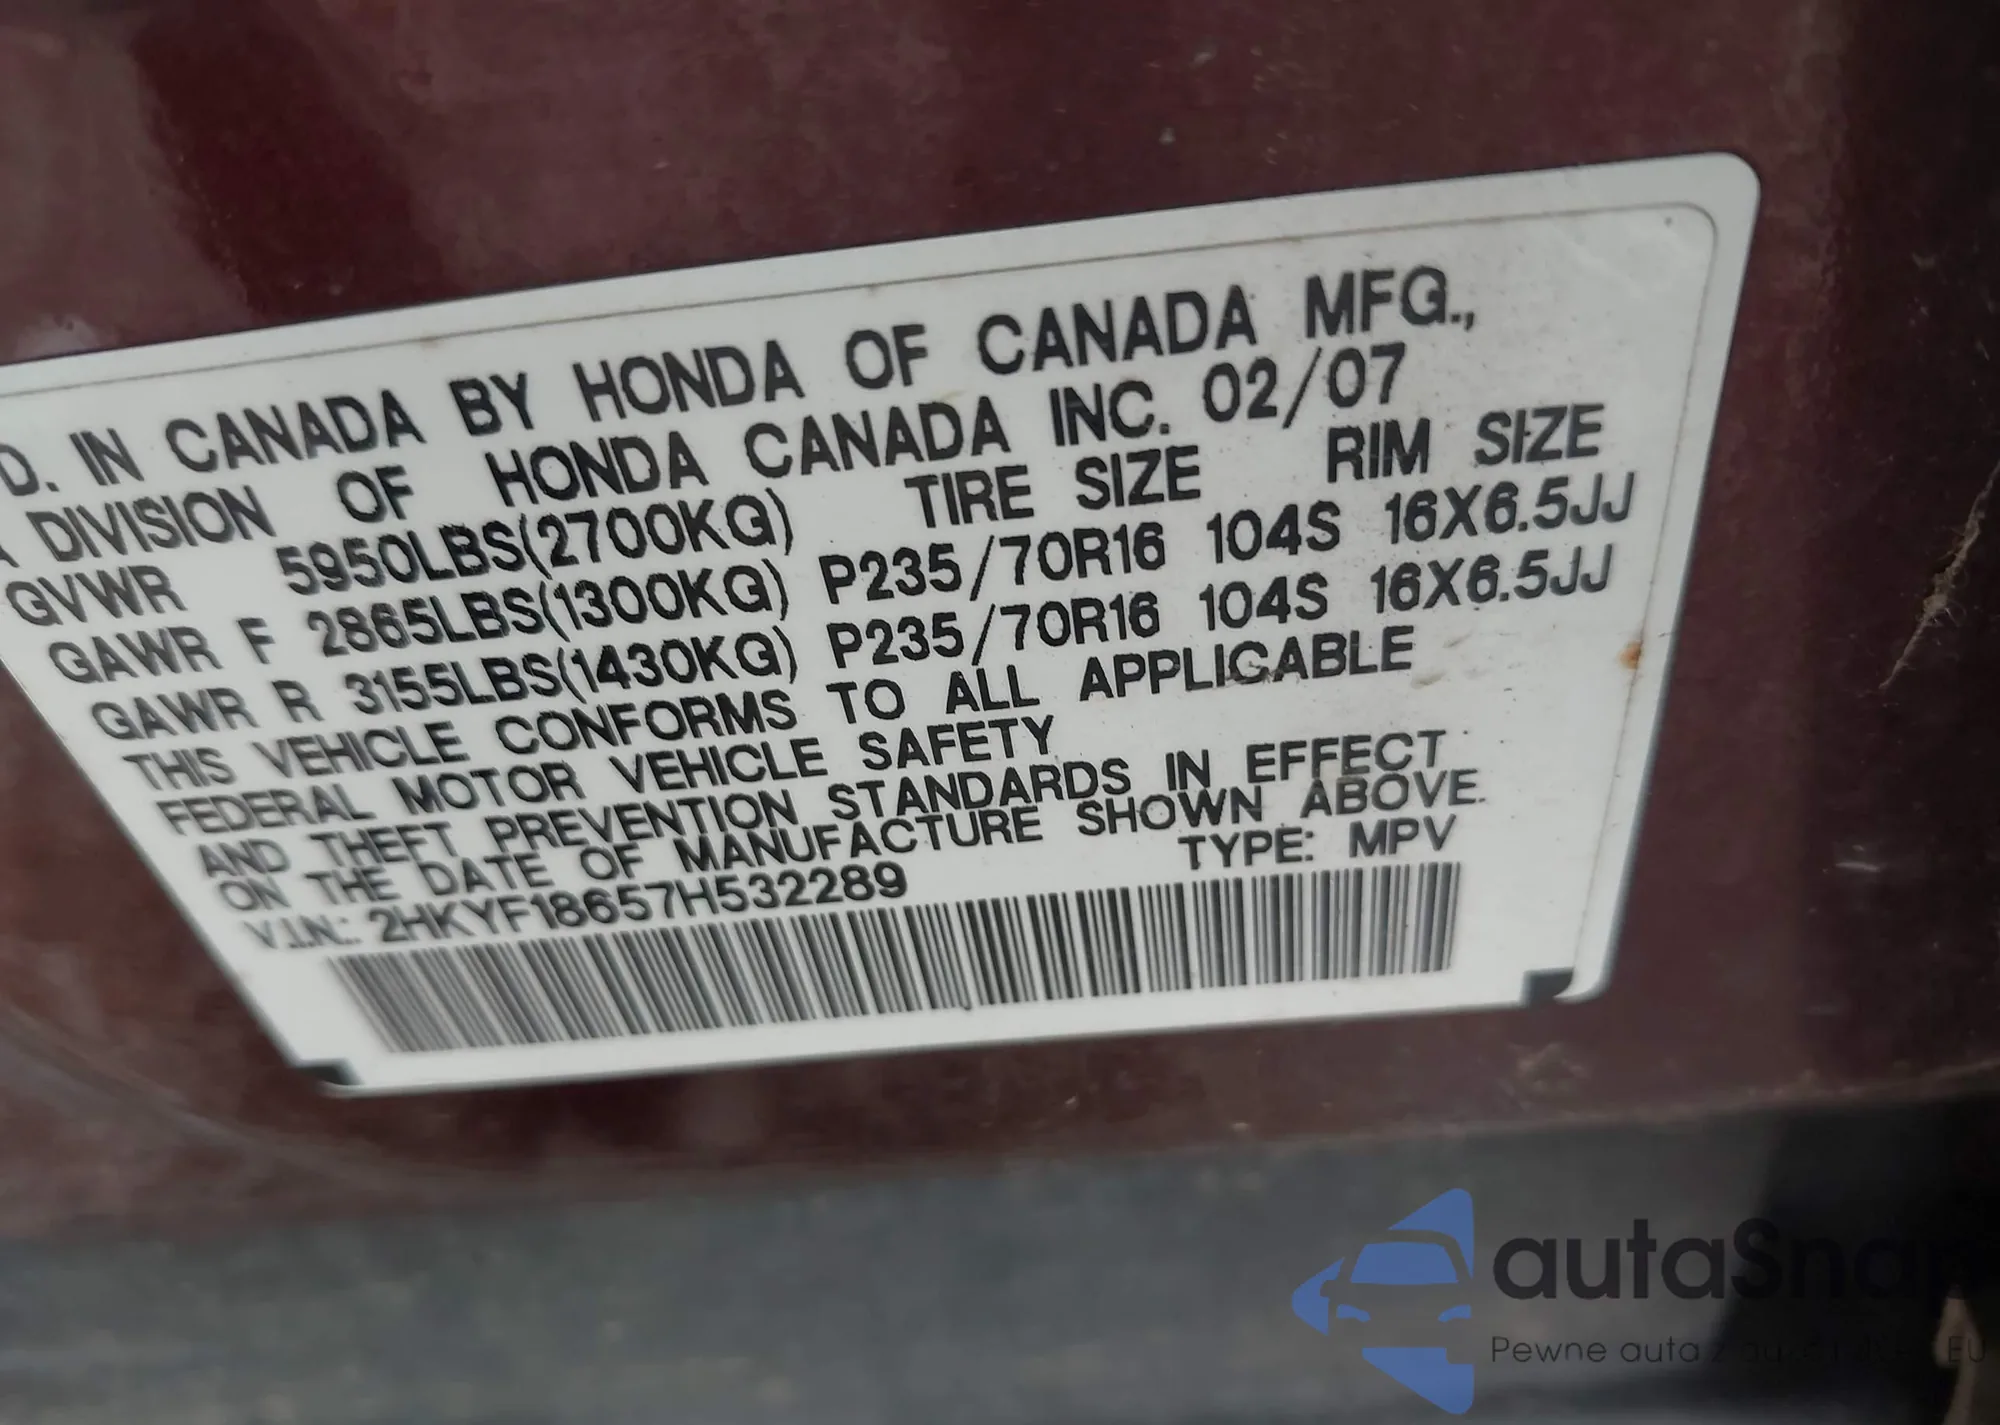 D. IN CANADA BY HONDA OF CANADA MFG.,
A DIVISION OF HONDA CANADA INC. 02/07
GVWR 5950LBS(2700KG) TIRE SIZE RIM SIZE
GAWR F 2865LBS(1300KG) P235/70R16 104S 16X6.5JJ
GAWR R 3155LBS(1430KG) P235/70R16 104S 16X6.5JJ
THIS VEHICLE CONFORMS TO ALL APPLICABLE
FEDERAL MOTOR VEHICLE SAFETY
AND THEFT PREVENTION STANDARDS IN EFFECT
ON THE DATE OF MANUFACTURE SHOWN ABOVE.
V.I.N.: 2HKYF18657H532289 TYPE: MPV
autaSnap
Pewne auta z EU